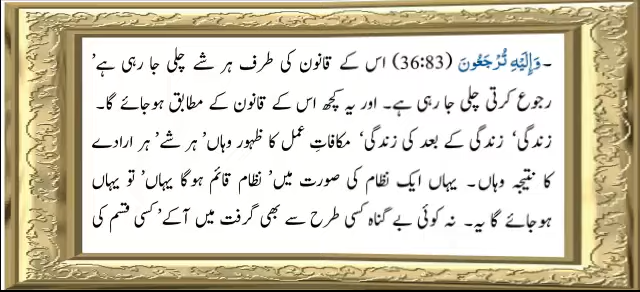 ۔ وَإِلَيْهِ تُرْجَعُونَ (36:83) اس کے قانون کی طرف ہر شے چلی جا رہی ہے‘
رجوع کرتی چلی جا رہی ہے۔ اور یہ کچھ اس کے قانون کے مطابق ہوجائے گا۔
زندگی‘ زندگی کے بعد کی زندگی‘ مکافاتِ عمل کا ظہور وہاں‘ ہر شے‘ ہر ارادے
کا نتیجہ وہاں۔ یہاں ایک نظام کی صورت میں‘ نظام قائم ہوگا یہاں‘ تو یہاں
ہوجائے گا یہ۔ نہ کوئی بے گناہ کسی طرح سے بھی گرفت میں آکے‘ کسی قسم کی